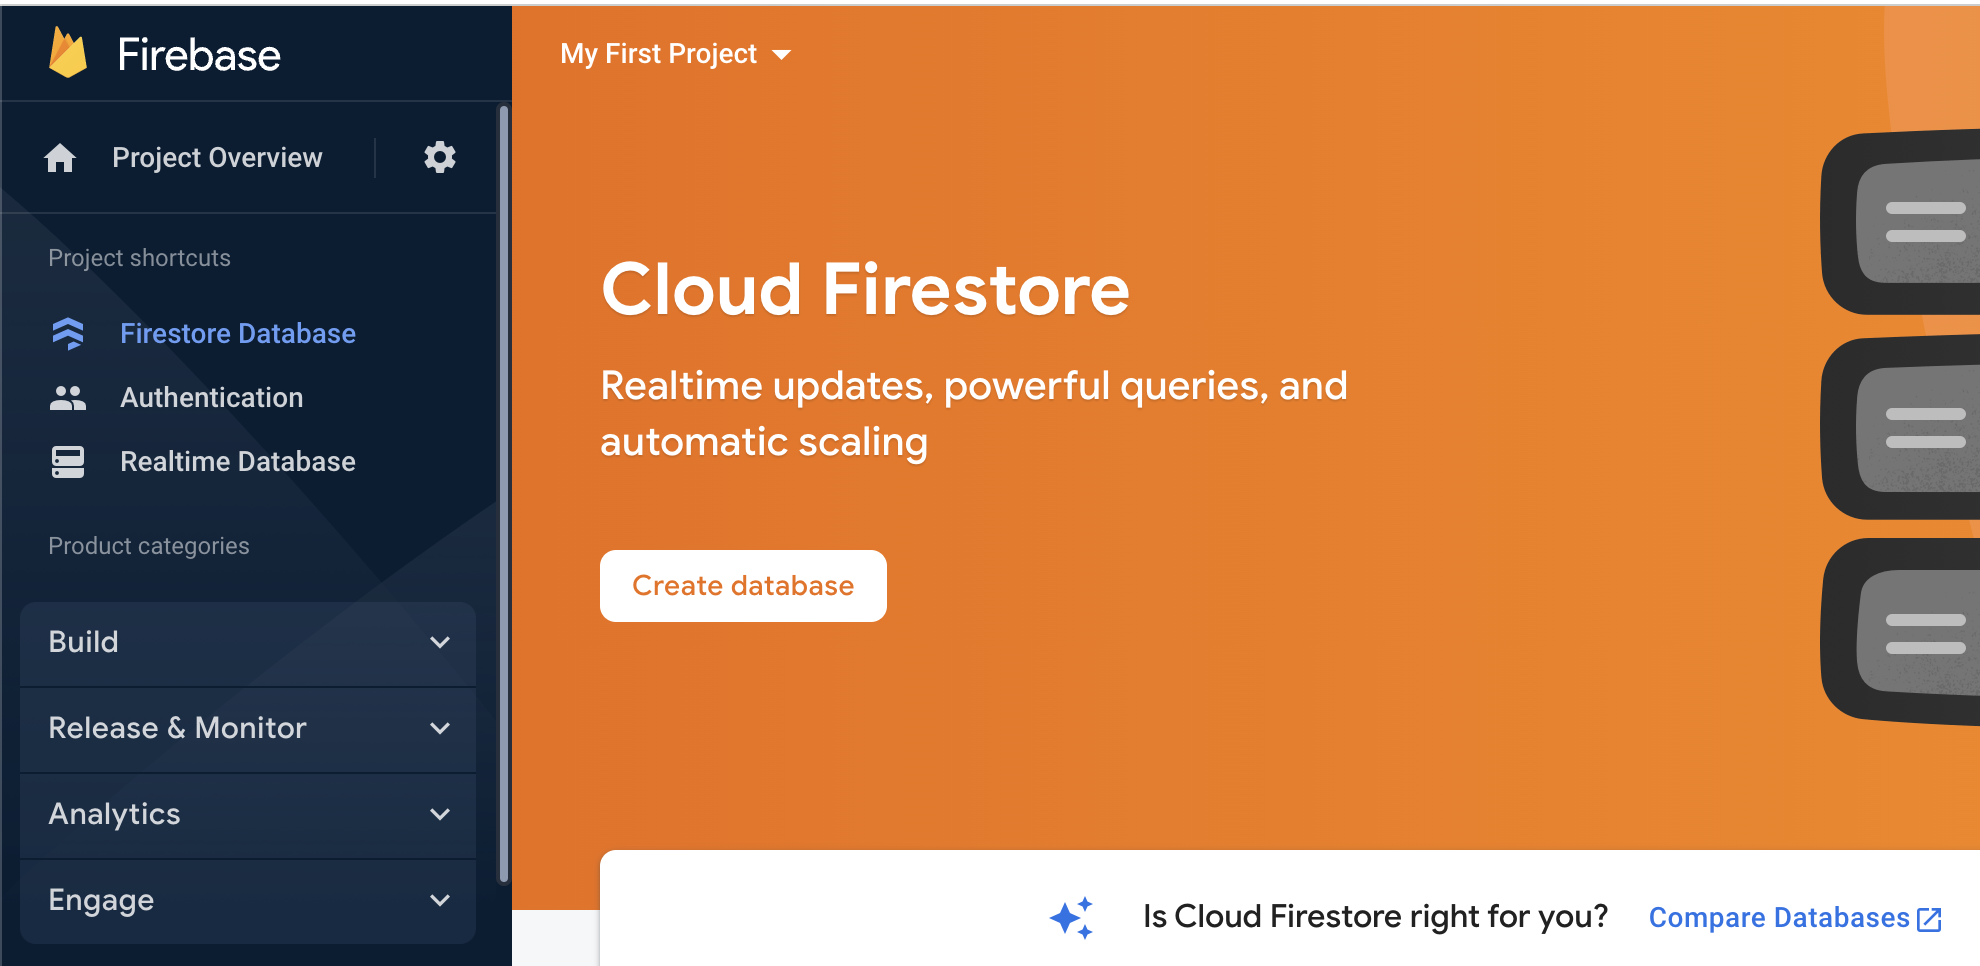 Firebase
Project Overview
Project shortcuts
Firestore Database
Authentication
Realtime Database
Product categories
Build
Release & Monitor
Analytics
Engage
My First Project
Cloud Firestore
Realtime updates, powerful queries, and
automatic scaling
Create database
Is Cloud Firestore right for you? Compare Databases